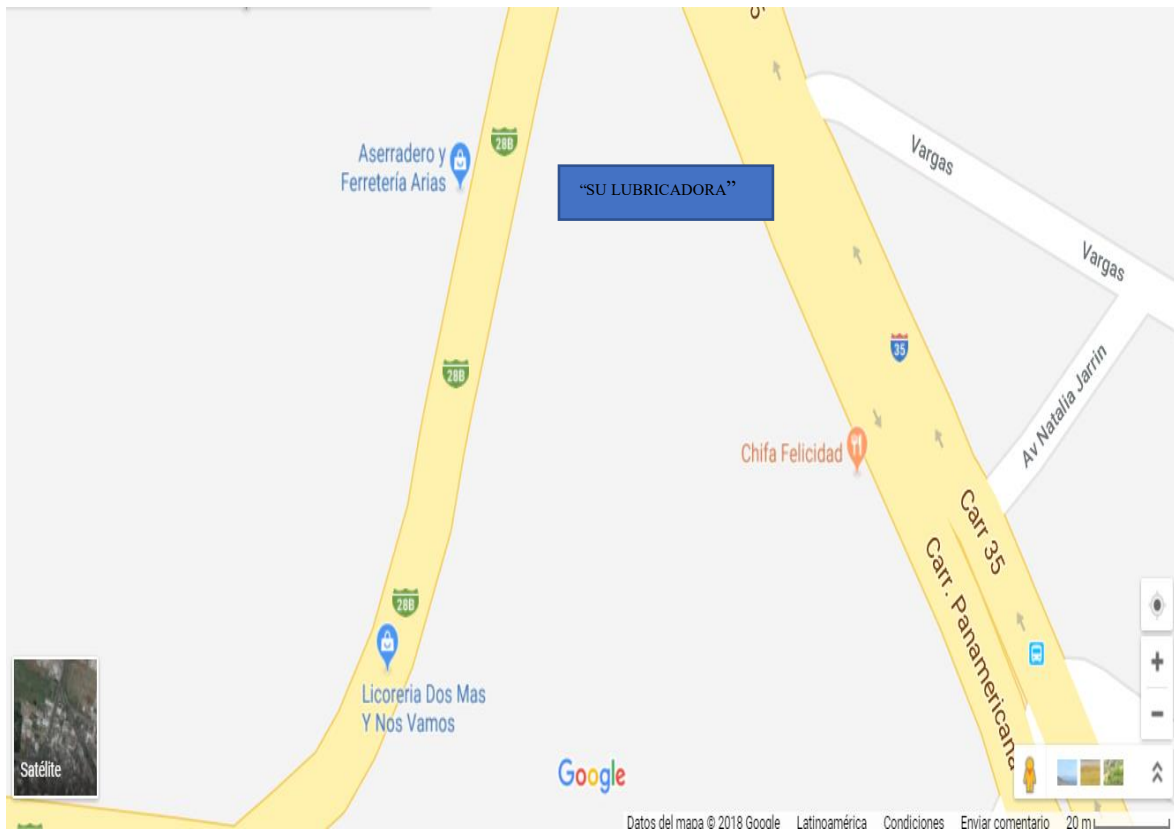 28B
Aserradero y
Ferretería Arias
“SU LUBRICADORA”
Vargas
Vargas
35
28B
Av Natalia Jarrin
Chifa Felicidad
Carr 35
Carr. Panamericana
28B
Licoreria Dos Mas
Y Nos Vamos
Satélite
Google
Datos del mapa © 2018 Google Latinoamérica Condiciones Enviar comentario 20 m